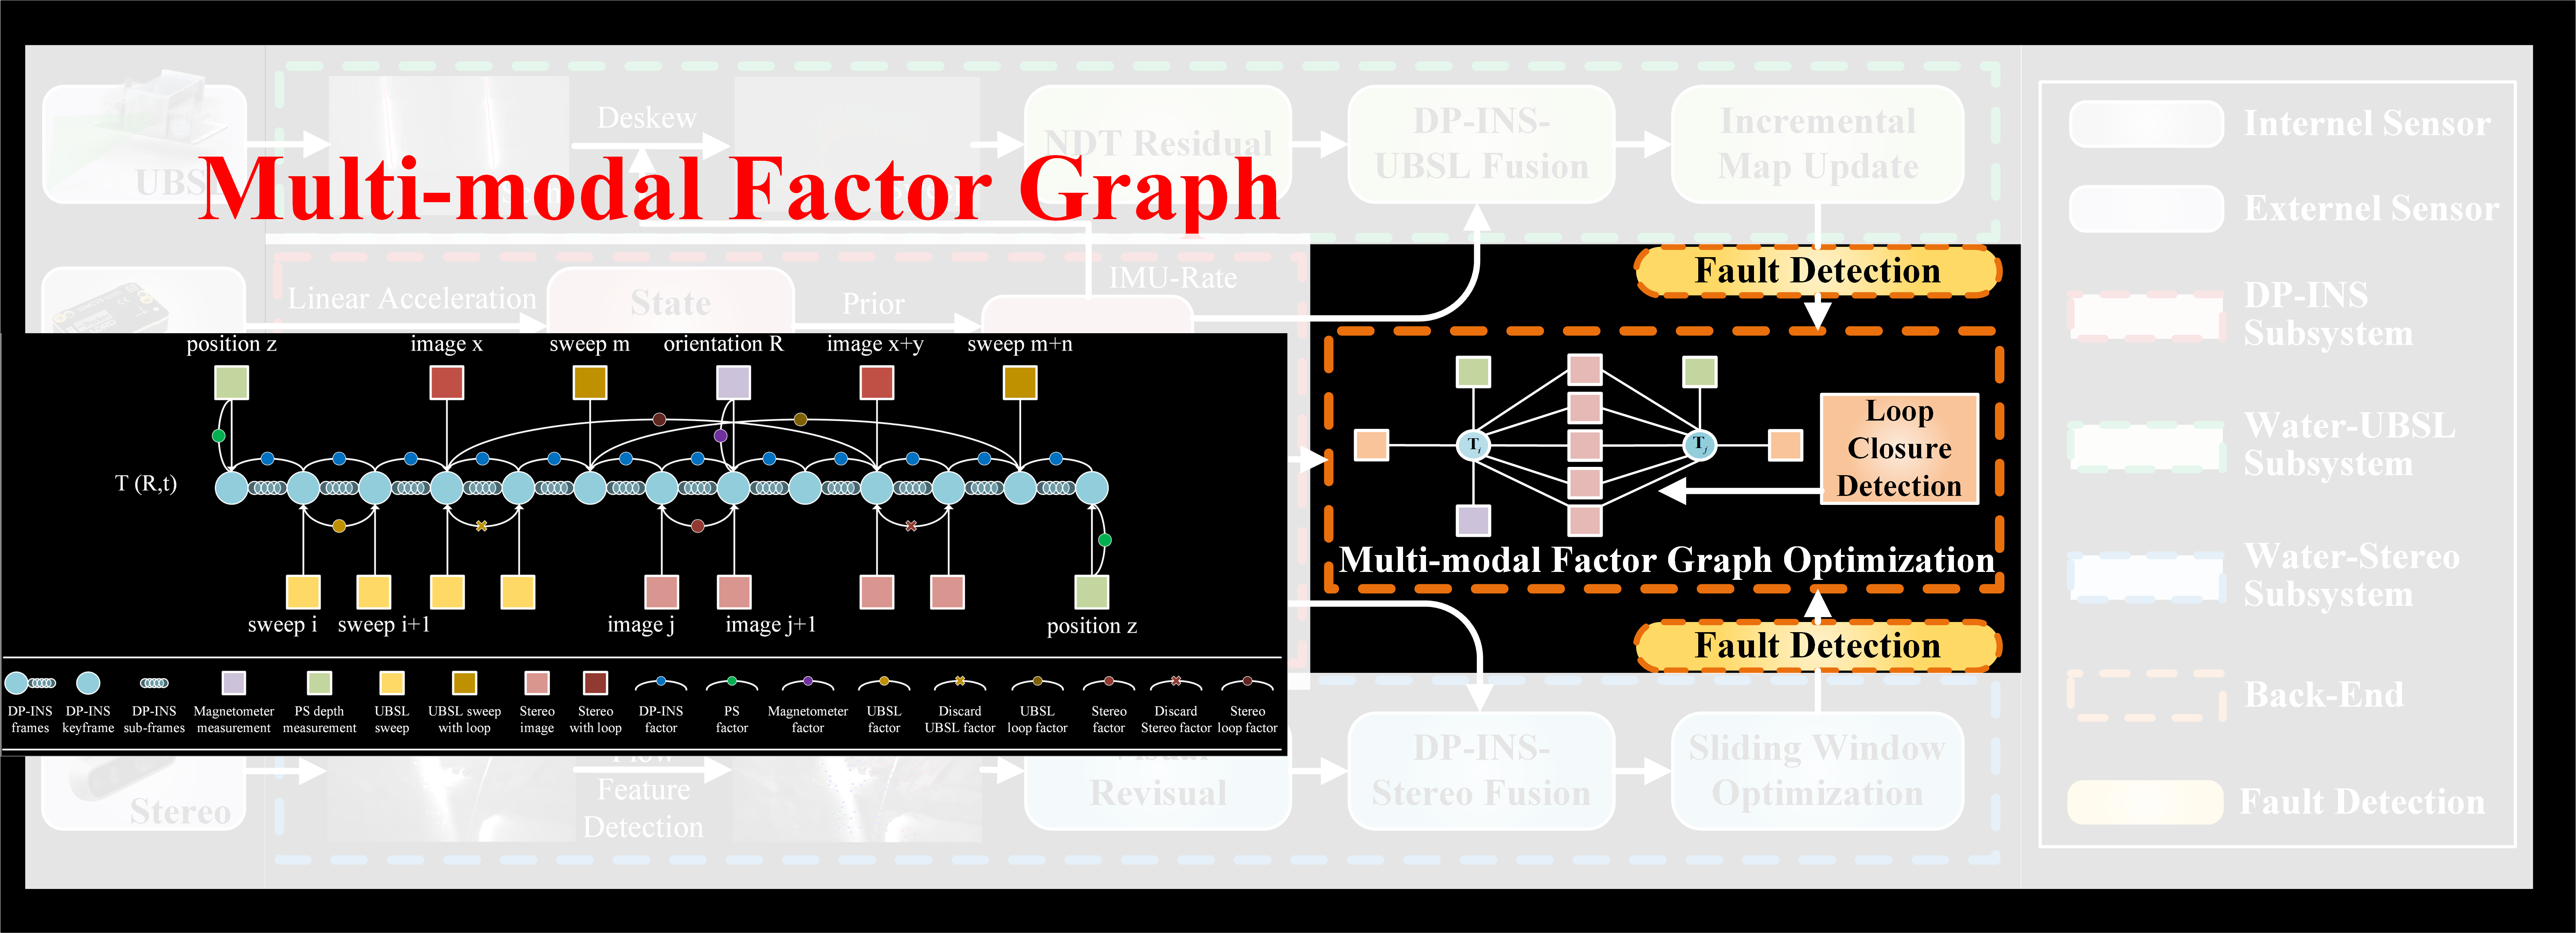 Deskew
UBSL
NDT Residual
DP-INS-
UBSL Fusion
Incremental
Map Update
Multi-modal Factor Graph
Linear Acceleration
State
Prior
IMU-Rate
Fault Detection
position z
image x
sweep m
orientation R
image x+y
sweep m+n
T (R,t)
sweep i
sweep i+1
image j
image j+1
position z
DP-INS
frames
DP-INS
keyframe
DP-INS
sub-frames
Magnetometer
measurement
PS depth
measurement
UBSL
sweep
UBSL sweep
with loop
Stereo
image
Stereo
with loop
DP-INS
factor
PS
factor
Magnetometer
factor
UBSL
factor
Discard
UBSL factor
UBSL
loop factor
Stereo
factor
Discard
Stereo factor
Stereo
loop factor
Ti
Tj
Loop
Closure
Detection
Multi-modal Factor Graph Optimization
Fault Detection
Stereo
Flow
Feature
Detection
Visual
Revisual
DP-INS-
Stereo Fusion
Sliding Window
Optimization
Internel Sensor
Externel Sensor
DP-INS
Subsystem
Water-UBSL
Subsystem
Water-Stereo
Subsystem
Back-End
Fault Detection